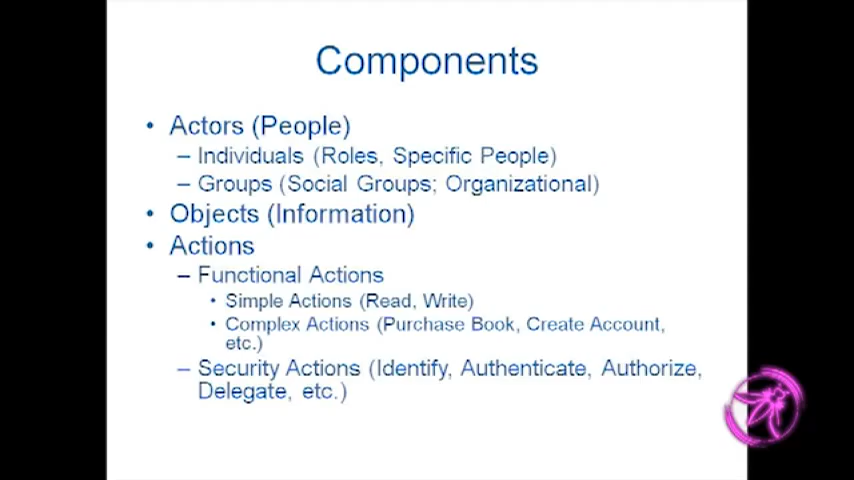 Components
• Actors (People)
– Individuals (Roles, Specific People)
– Groups (Social Groups; Organizational)
• Objects (Information)
• Actions
– Functional Actions
• Simple Actions (Read, Write)
• Complex Actions (Purchase Book, Create Account,
etc.)
– Security Actions (Identify, Authenticate, Authorize,
Delegate, etc.)